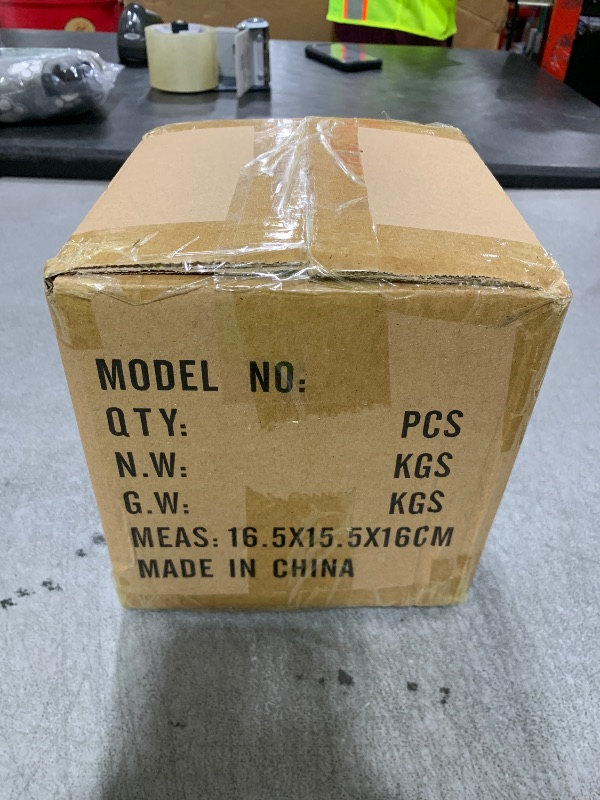 MODEL NO:
QTY: PCS
N.W: KGS
G.W: KGS
MEAS: 16.5X15.5X16CM
MADE IN CHINA